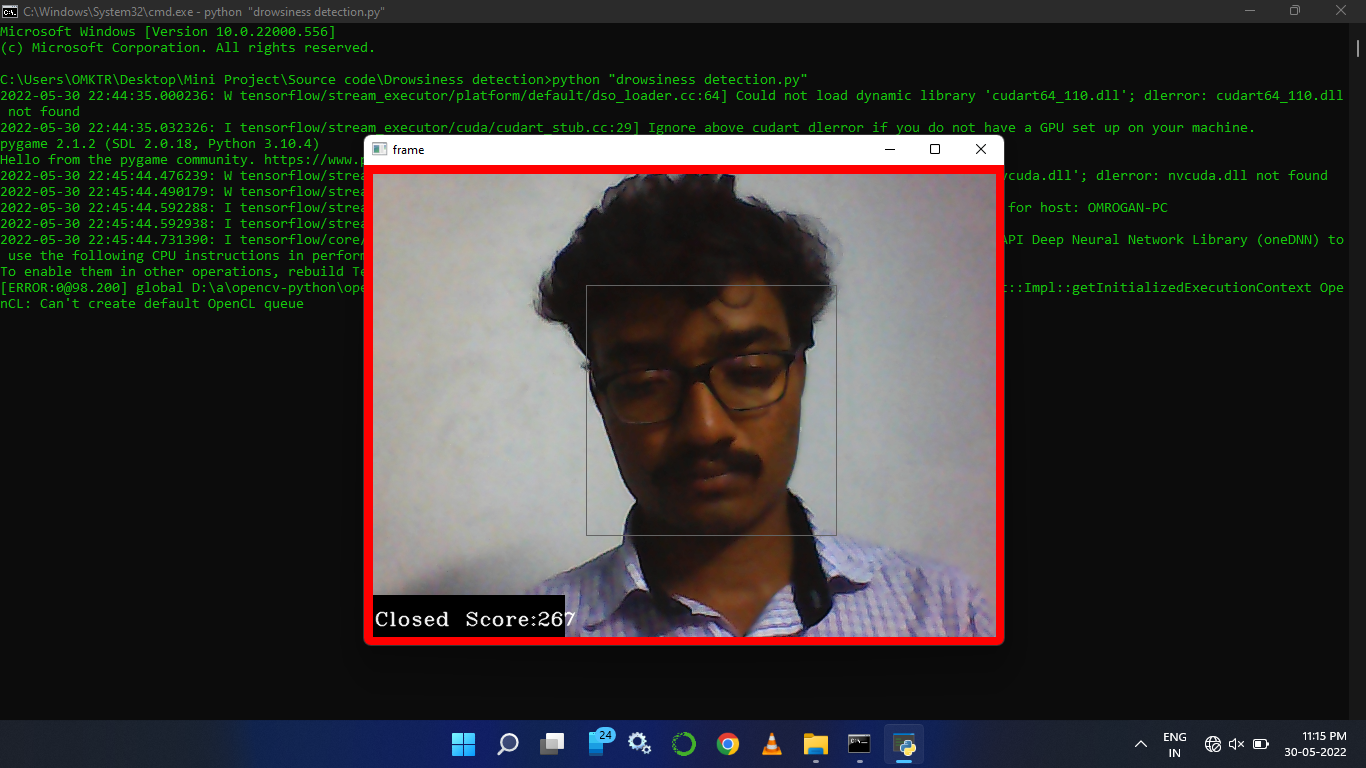 C:\Windows\System32\cmd.exe - python "drowsiness detection.py"
Microsoft Windows [Version 10.0.22000.556]
(c) Microsoft Corporation. All rights reserved.
C:\Users\OMKTR\Desktop\Mini Project\Source code\Drowsiness detection>python "drowsiness detection.py"
2022-05-30 22:44:35.000236: W tensorflow/stream_executor/platform/default/dso_loader.cc:64] Could not load dynamic library 'cudart64_110.dll'; dlerror: cudart64_110.dll
not found
2022-05-30 22:44:35.032326: I tensorflow/stream_executor/cuda/cudart_stub.cc:29] Ignore above cudart dlerror if you do not have a GPU set up on your machine.
pygame 2.1.2 (SDL 2.0.18, Python 3.10.4)
Hello from the pygame community. https://www.
2022-05-30 22:45:44.476239: W tensorflow/strea vcuda.dll'; dlerror: nvcuda.dll not found
2022-05-30 22:45:44.490179: W tensorflow/strea
2022-05-30 22:45:44.592288: I tensorflow/strea for host: OMROGAN-PC
2022-05-30 22:45:44.592938: I tensorflow/strea
2022-05-30 22:45:44.731390: I tensorflow/core/ API Deep Neural Network Library (oneDNN) to
use the following CPU instructions in perfor
To enable them in other operations, rebuild Te
[ERROR:0@98.200] global D:\a\opencv-python\ope ::Impl::getInitializedExecutionContext Ope
nCL: Can't create default OpenCL queue
frame
Closed Score:267
24
ENG
IN
11:15 PM
30-05-2022